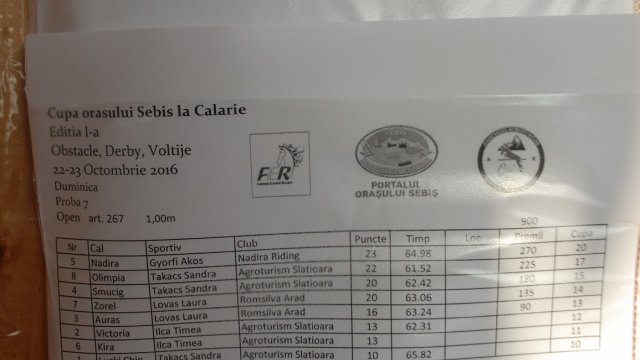 Cupa orasului Sebis la Calarie
Editia I-a
Obstacle, Derby, Voltije
22-23 Octombrie 2016
Duminica
Proba 7
Open art. 267 1,00m
FER
PORTALUL
ORAȘULUI SEBIȘ
900
Nr Cal Sportiv Club Puncte Timp Loc Premii Cupa
5 Nadira Gyorfi Akos Nadira Riding 23 64.98 270 20
8 Olimpia Takacs Sandra Agroturism Slatioara 22 61.52 225 17
4 Smucig Takacs Sandra Agroturism Slatioara 20 62.42 180 15
7 Zorel Lovas Laura Romsilva Arad 20 63.06 135 14
3 Auras Lovas Laura Romsilva Arad 16 63.24 90 13
2 Victoria Ilca Timea Agroturism Slatioara 13 62.31 12
6 Kira Ilca Timea Agroturism Slatioara 13 11
1 Takacs Sandra Agroturism Slatioara 10 65.82 10